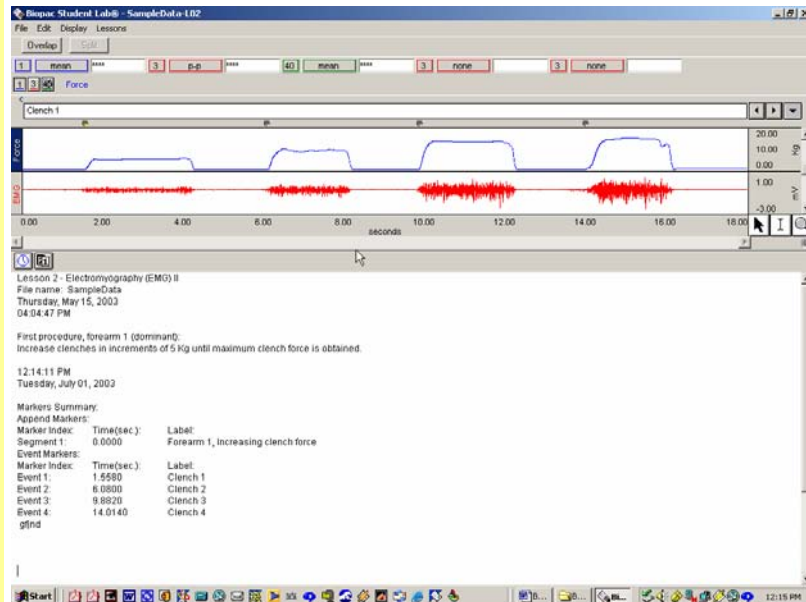 Biopac Student Lab® - SampleData-L02
File Edit Display Lessons
Overlap Split
1 mean **** 3 p-p **** 40 mean **** 3 none 3 none
1 3 40 Force
Clench 1
Force
20.00
10.00
0.00
Kg
EMG
1.00
-3.00
mV
0.00 2.00 4.00 6.00 8.00 10.00 12.00 14.00 16.00 18.00
seconds
Lesson 2 - Electromyography (EMG) II
File name: SampleData
Thursday, May 15, 2003
04:04:47 PM
First procedure, forearm 1 (dominant):
Increase clenches in increments of 5 Kg until maximum clench force is obtained.
12:14:11 PM
Tuesday, July 01, 2003
Markers Summary:
Append Markers:
Marker Index: Time(sec.): Label:
Segment 1: 0.0000 Forearm 1, Increasing clench force
Event Markers:
Marker Index: Time(sec.): Label:
Event 1: 1.5580 Clench 1
Event 2: 6.0800 Clench 2
Event 3: 9.8820 Clench 3
Event 4: 14.0140 Clench 4
Start
12:15 PM